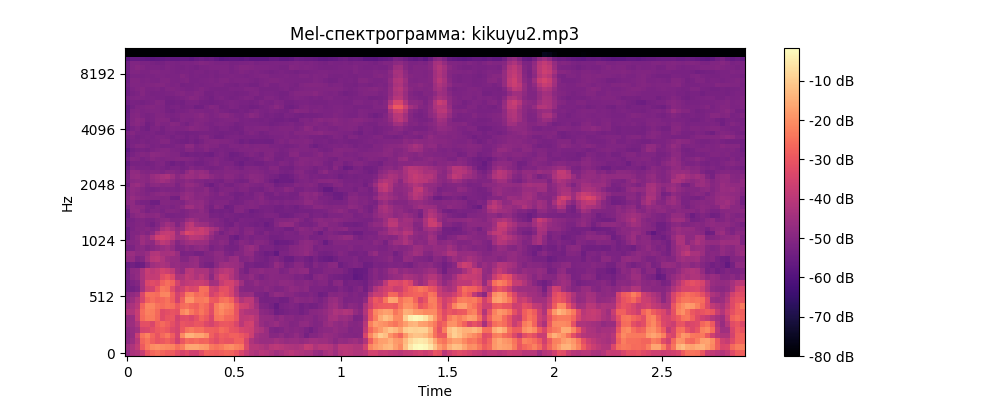 Mel-спектрограмма: kikuyu2.mp3
8192
4096
2048
1024
512
0
Hz
0
0.5
1
1.5
2
2.5
Time
-10 dB
-20 dB
-30 dB
-40 dB
-50 dB
-60 dB
-70 dB
-80 dB